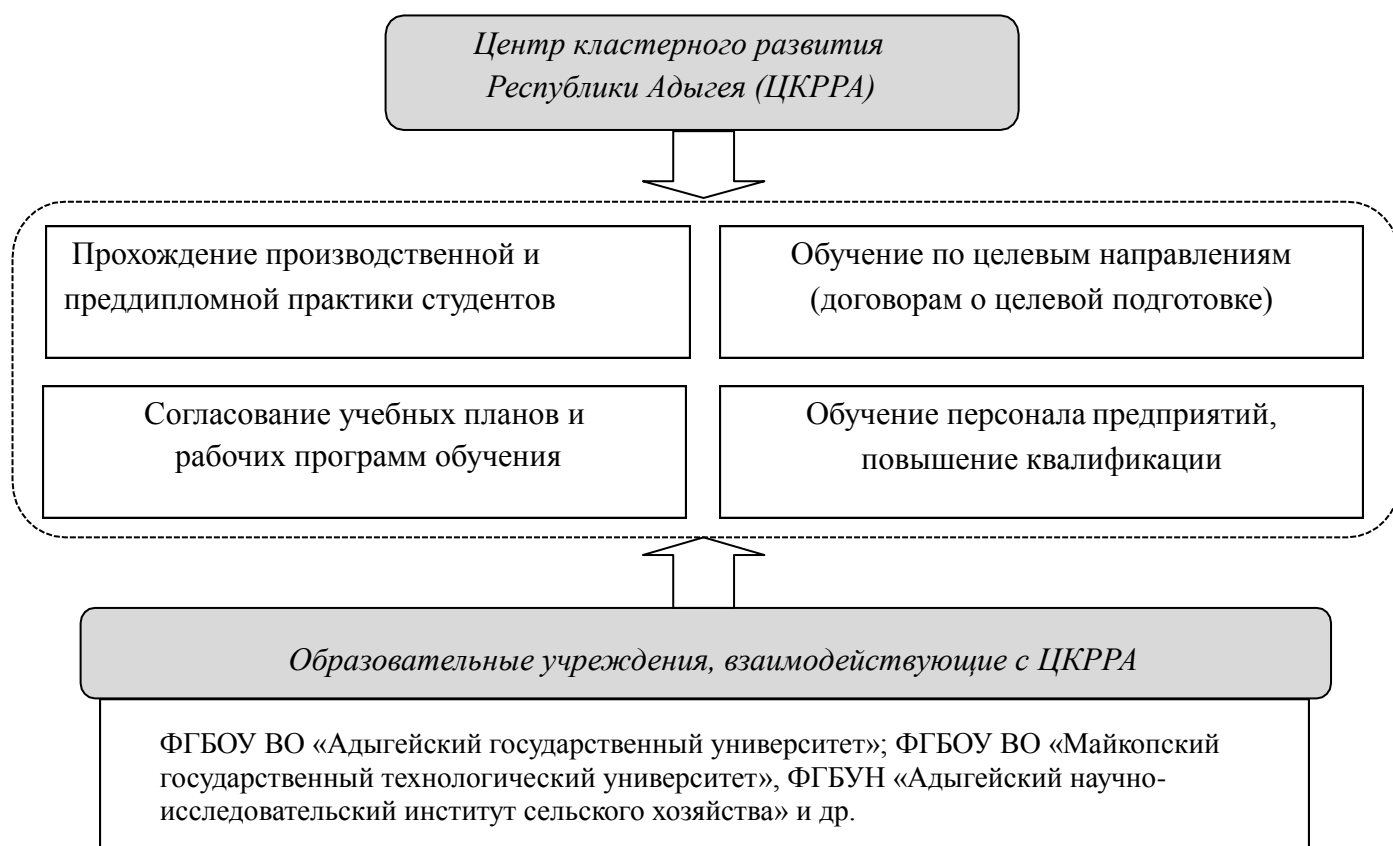 Центр кластерного развития
Республики Адыгея (ЦКРРА)
Прохождение производственной и
преддипломной практики студентов
Обучение по целевым направлениям
(договорам о целевой подготовке)
Согласование учебных планов и
рабочих программ обучения
Обучение персонала предприятий,
повышение квалификации
Образовательные учреждения, взаимодействующие с ЦКРРА
ФГБОУ ВО «Адыгейский государственный университет»; ФГБОУ ВО «Майкопский
государственный технологический университет», ФГБУН «Адыгейский научно-
исследовательский институт сельского хозяйства» и др.